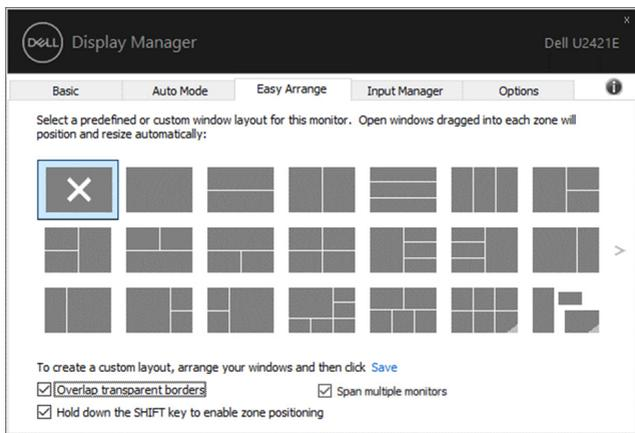 DELL Display Manager
x
Dell U2421E
Basic Auto Mode Easy Arrange Input Manager Options
Select a predefined or custom window layout for this monitor. Open windows dragged into each zone will
position and resize automatically:
To create a custom layout, arrange your windows and then click Save
Overlap transparent borders Span multiple monitors
Hold down the SHIFT key to enable zone positioning